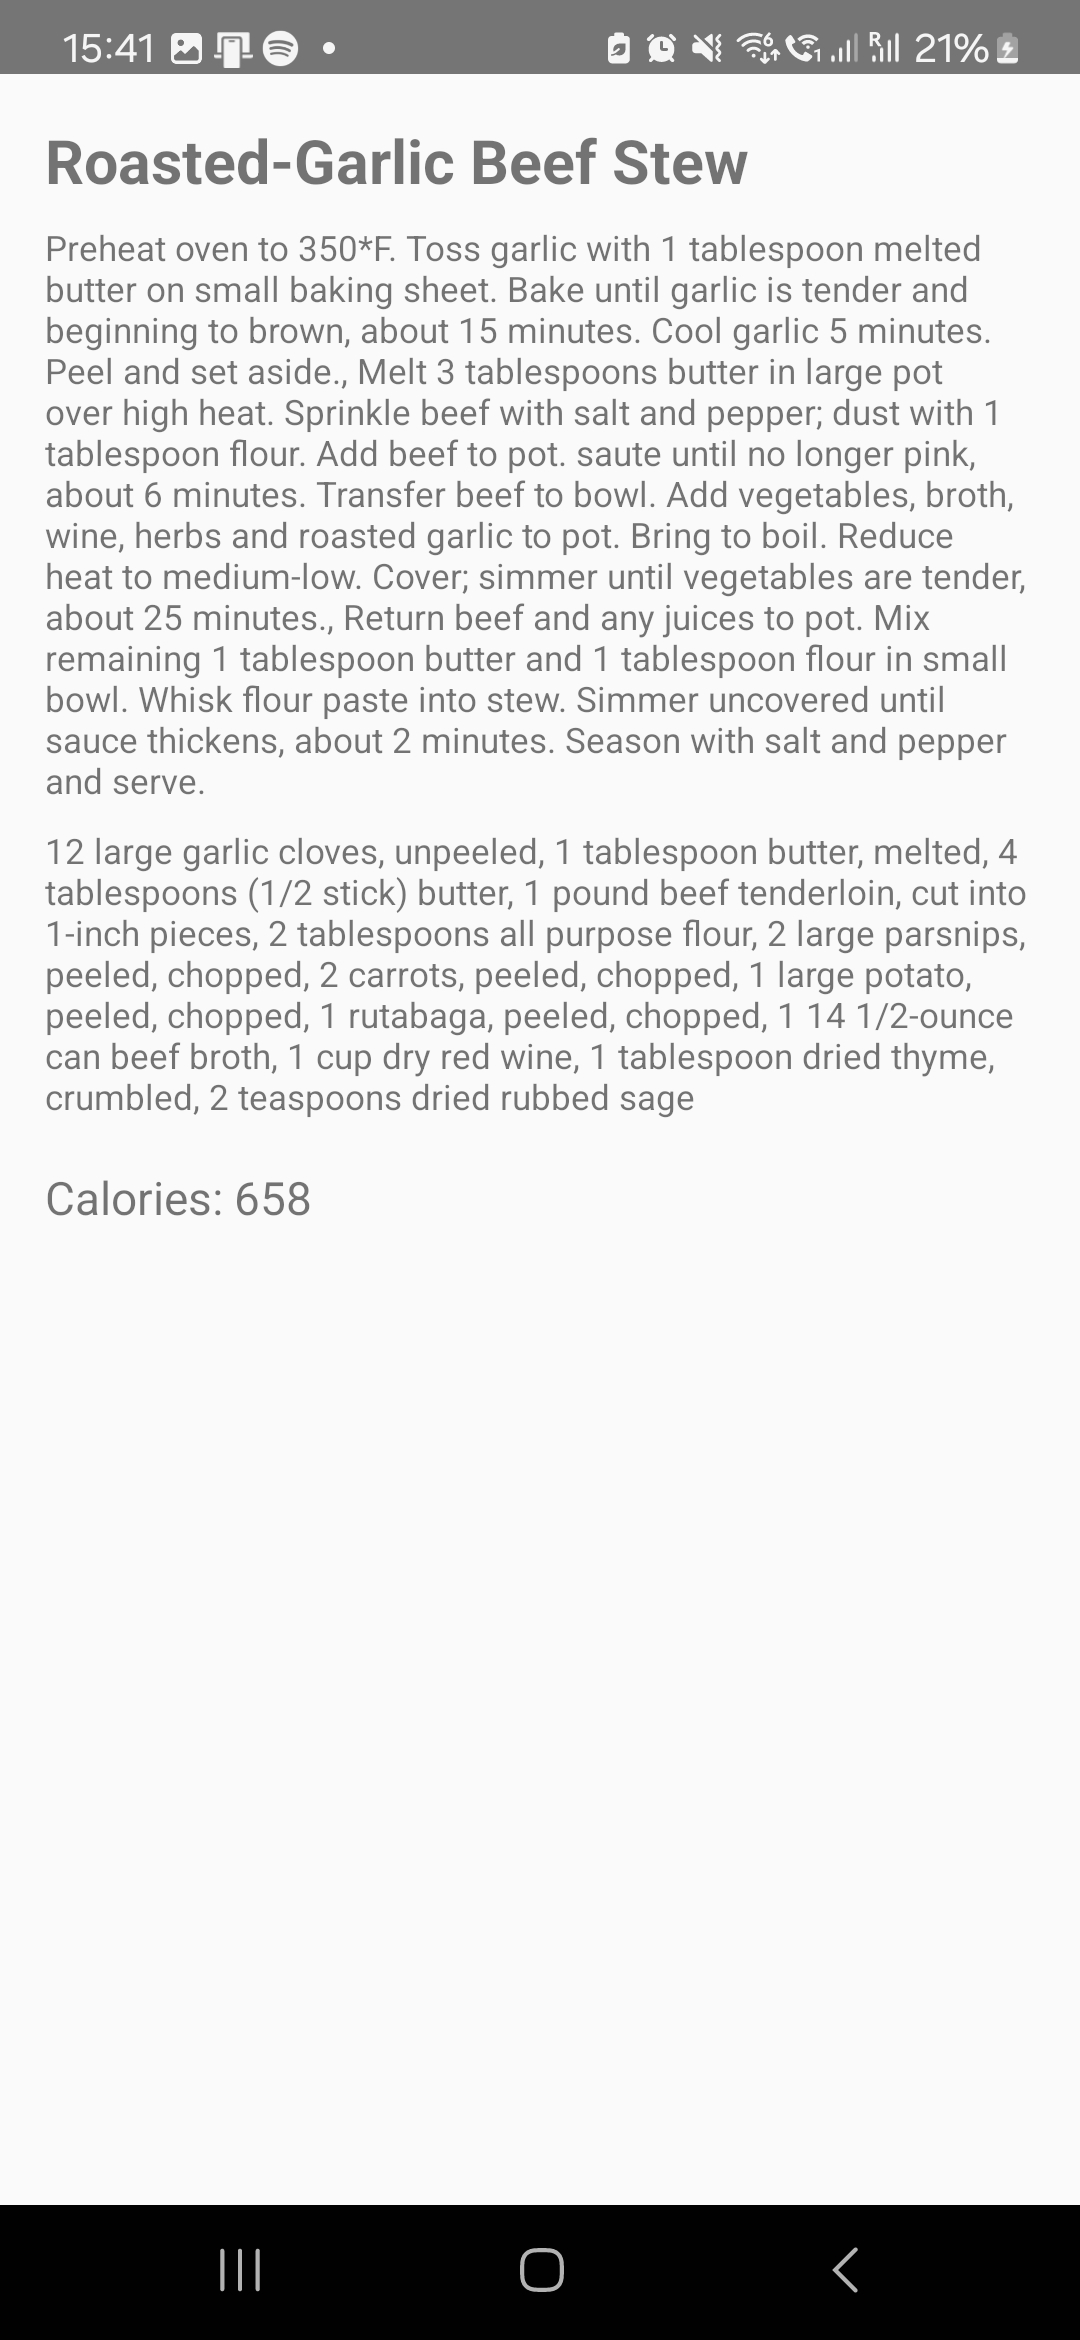 15:41
6
1
R
21%
Roasted-Garlic Beef Stew
Preheat oven to 350*F. Toss garlic with 1 tablespoon melted
butter on small baking sheet. Bake until garlic is tender and
beginning to brown, about 15 minutes. Cool garlic 5 minutes.
Peel and set aside., Melt 3 tablespoons butter in large pot
over high heat. Sprinkle beef with salt and pepper; dust with 1
tablespoon flour. Add beef to pot. saute until no longer pink,
about 6 minutes. Transfer beef to bowl. Add vegetables, broth,
wine, herbs and roasted garlic to pot. Bring to boil. Reduce
heat to medium-low. Cover; simmer until vegetables are tender,
about 25 minutes., Return beef and any juices to pot. Mix
remaining 1 tablespoon butter and 1 tablespoon flour in small
bowl. Whisk flour paste into stew. Simmer uncovered until
sauce thickens, about 2 minutes. Season with salt and pepper
and serve.
12 large garlic cloves, unpeeled, 1 tablespoon butter, melted, 4
tablespoons (1/2 stick) butter, 1 pound beef tenderloin, cut into
1-inch pieces, 2 tablespoons all purpose flour, 2 large parsnips,
peeled, chopped, 2 carrots, peeled, chopped, 1 large potato,
peeled, chopped, 1 rutabaga, peeled, chopped, 1 14 1/2-ounce
can beef broth, 1 cup dry red wine, 1 tablespoon dried thyme,
crumbled, 2 teaspoons dried rubbed sage
Calories: 658